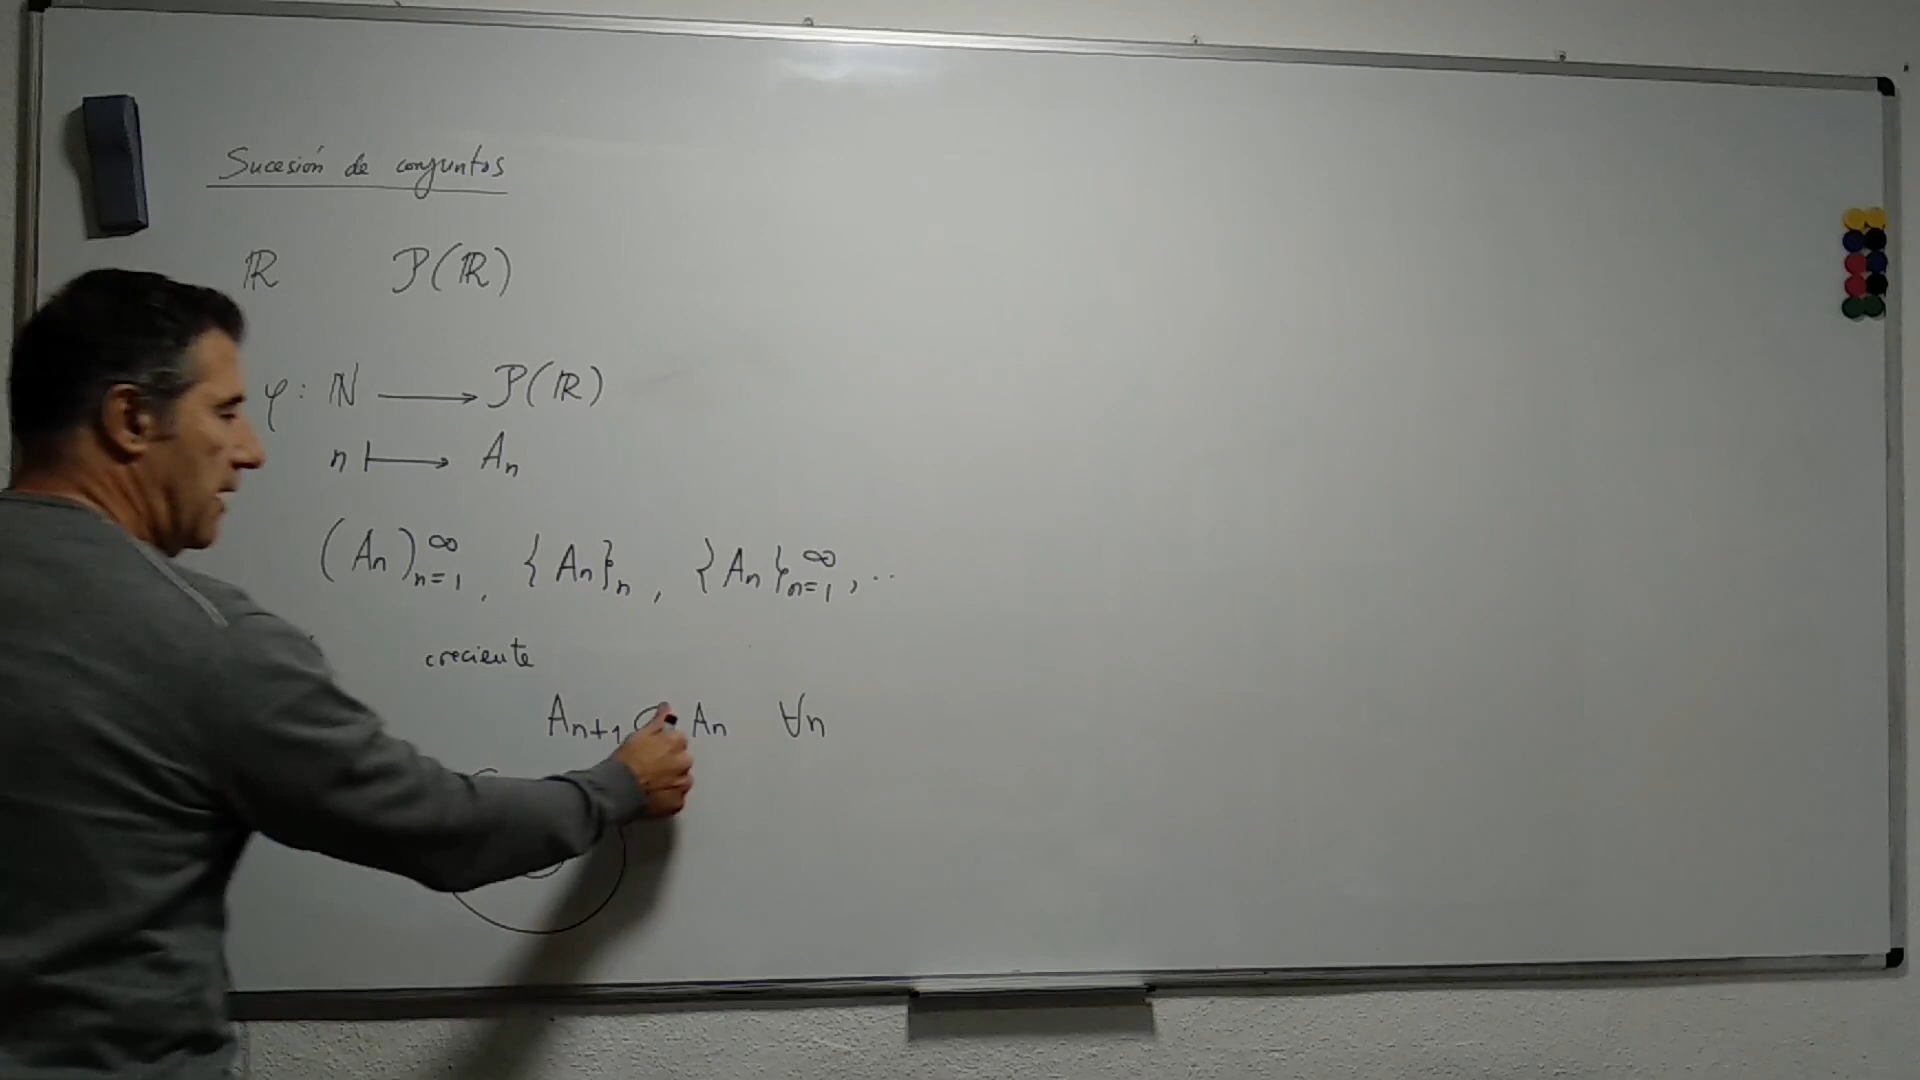 Sucesión de conjuntos
ℝ 𝒫(ℝ)
φ : ℕ ⟶ 𝒫(ℝ)
n ⟼ Aₙ
(Aₙ)ₙ₌₁^∞ , {Aₙ}ₙ , {Aₙ}ₙ₌₁^∞ , ..
creciente
Aₙ₊₁ Aₙ ∀n